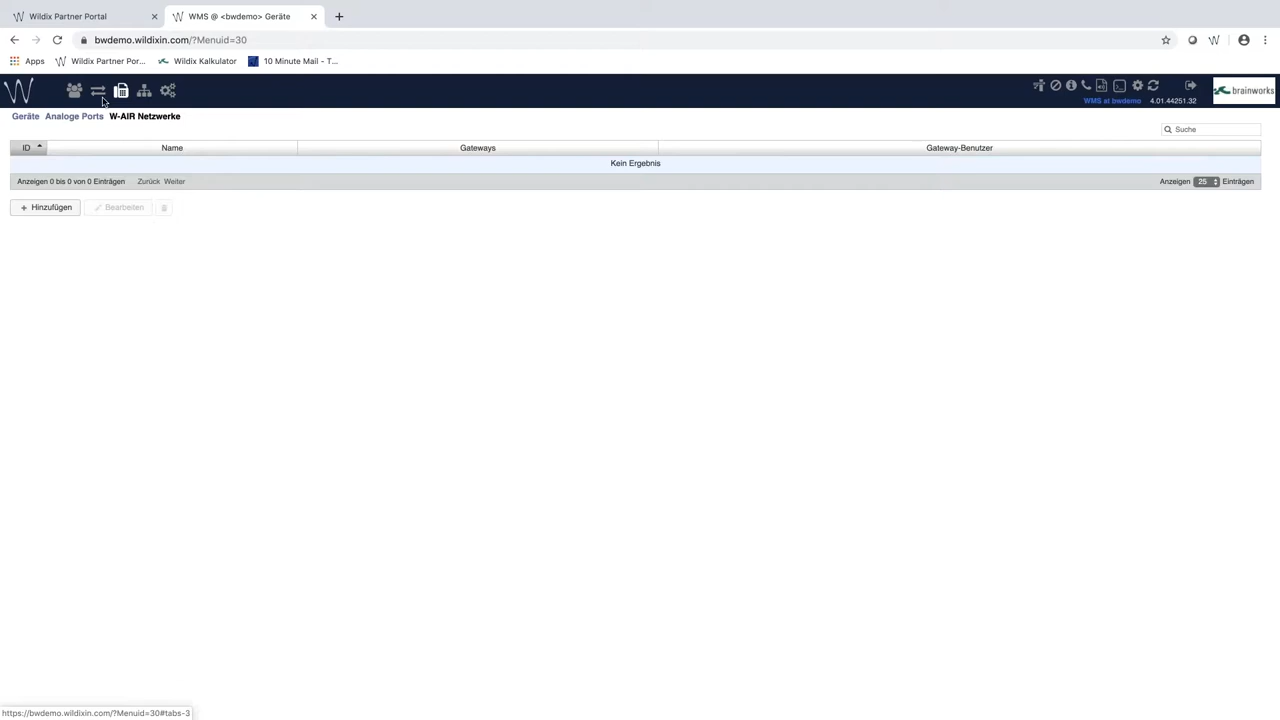 Wildix Partner Portal
WMS @ <bwdemo> Geräte
bwdemo.wildixin.com/?Menuid=30
Apps
Wildix Partner Por...
Wildix Kalkulator
10 Minute Mail - T...
WMS at bwdemo
4.01.44251.32
brainworks
Geräte
Analoge Ports
W-AIR Netzwerke
Suche
ID
Name
Gateways
Gateway-Benutzer
Kein Ergebnis
Anzeigen 0 bis 0 von 0 Einträgen
Zurück Weiter
Anzeigen 25 Einträgen
+ Hinzufügen
Bearbeiten
https://bwdemo.wildixin.com/?Menuid=30#tabs-3